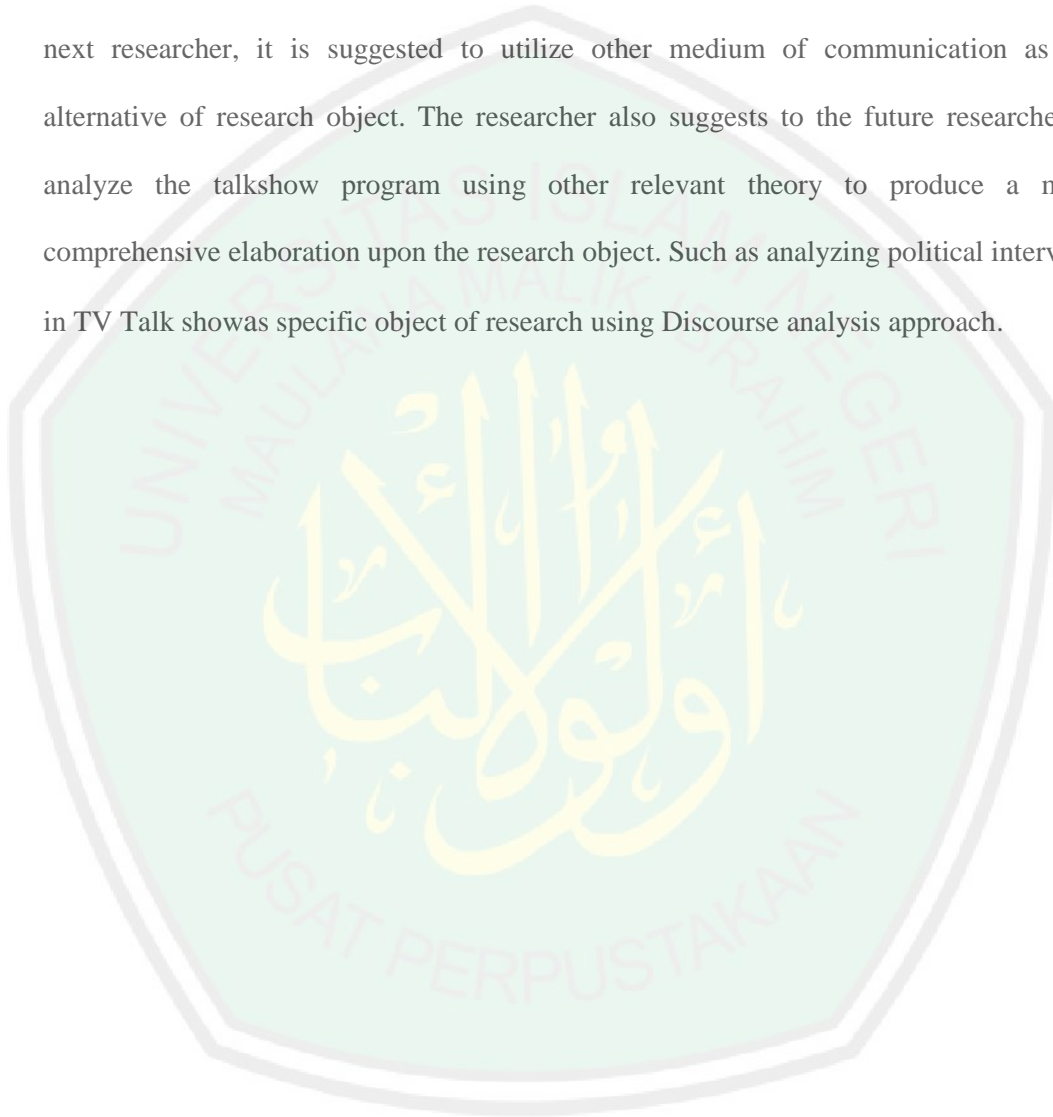 next researcher, it is suggested to utilize other medium of communication as
alternative of research object. The researcher also suggests to the future researche
analyze the talkshow program using other relevant theory to produce a m
comprehensive elaboration upon the research object. Such as analyzing political interv
in TV Talk showas specific object of research using Discourse analysis approach.
UNIVERSITAS ISLAM NEGERI
MAULANA MALIK IBRAHIM
أولوا الألباب
PUSAT PERPUSTAKAAN